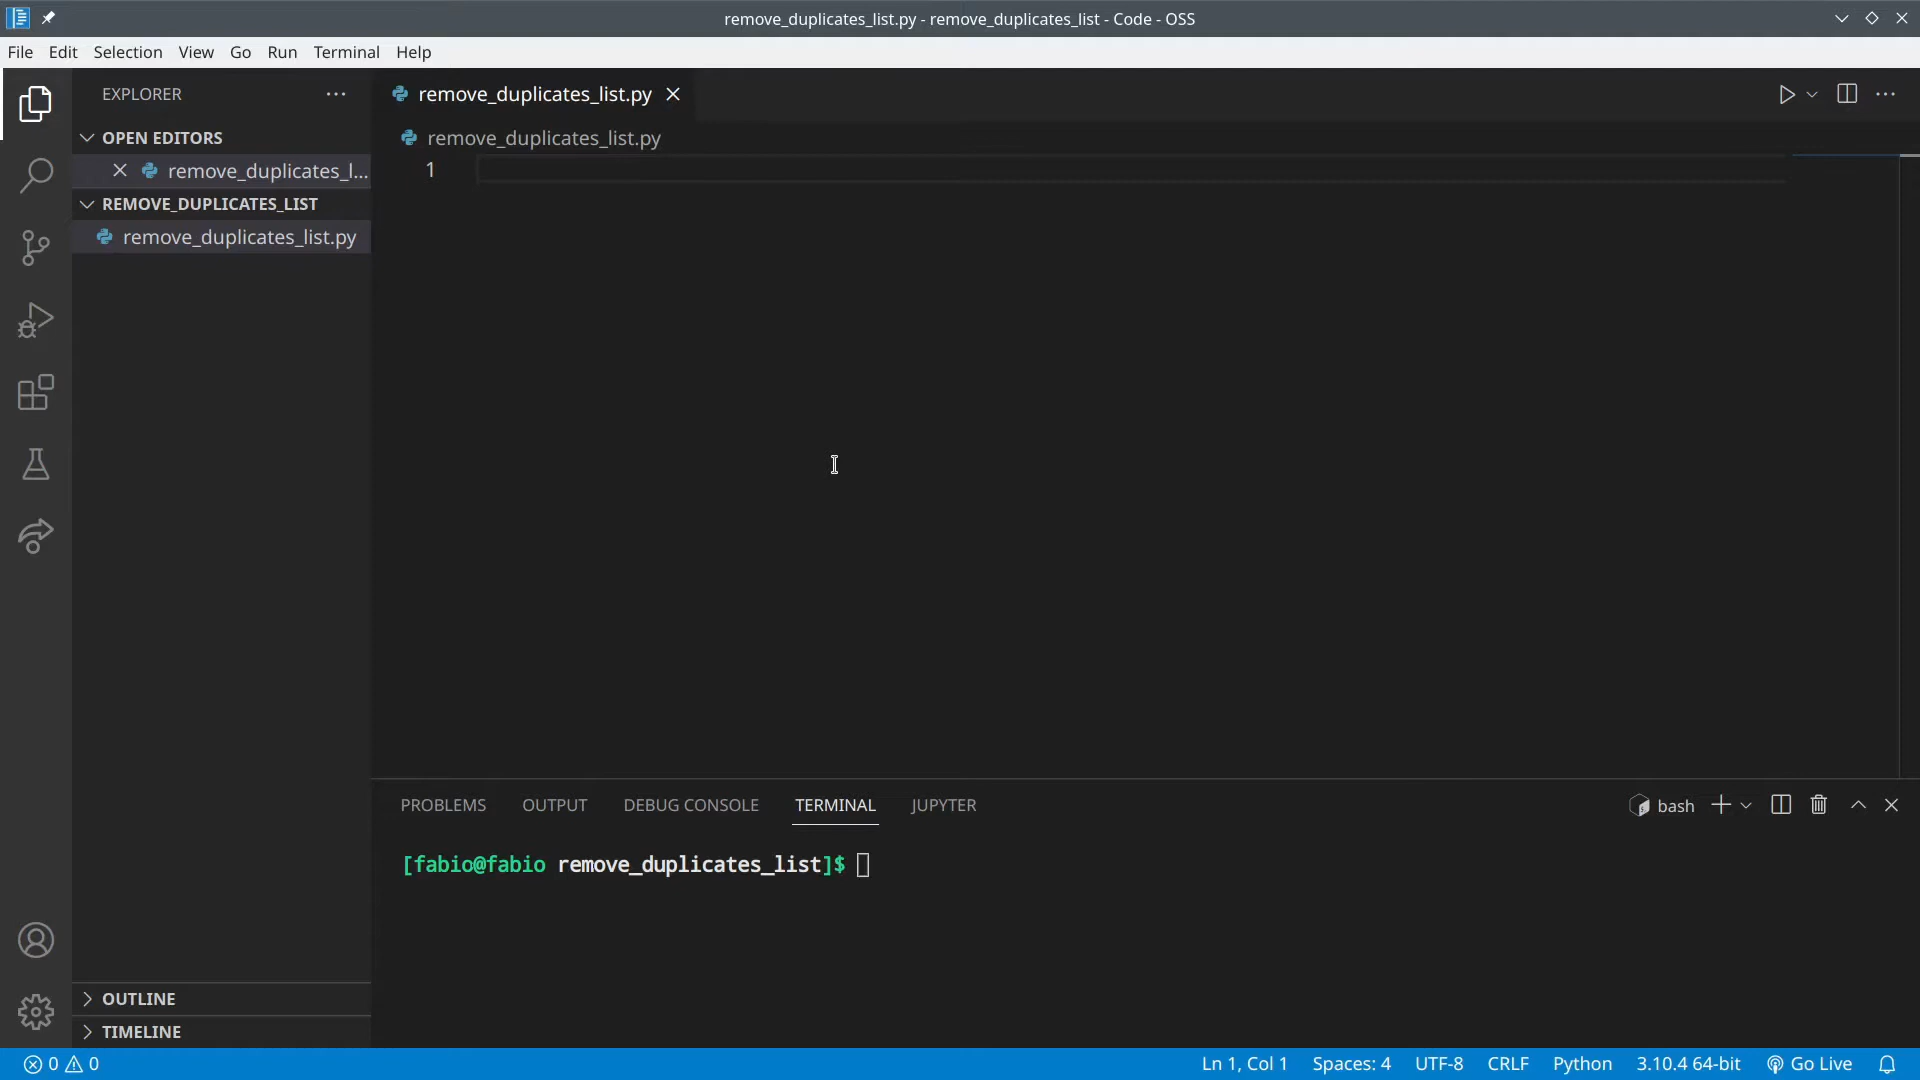 remove_duplicates_list.py - remove_duplicates_list - Code - OSS
File Edit Selection View Go Run Terminal Help
EXPLORER
remove_duplicates_list.py
OPEN EDITORS
remove_duplicates_list.py
remove_duplicates_l...
1
REMOVE_DUPLICATES_LIST
remove_duplicates_list.py
PROBLEMS OUTPUT DEBUG CONSOLE TERMINAL JUPYTER
bash
[fabio@fabio remove_duplicates_list]$
OUTLINE
TIMELINE
0 0 Ln 1, Col 1 Spaces: 4 UTF-8 CRLF Python 3.10.4 64-bit Go Live